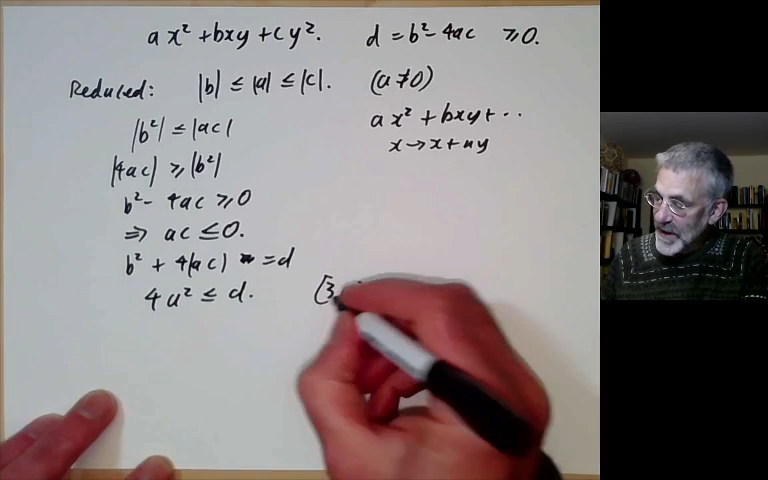 ax² + bxy + cy². d = b² - 4ac ≥ 0.
Reduced: |b| ≤ |a| ≤ |c|. (a ≠ 0)
ax² + bxy + ··
|b²| ≤ |ac|
x → x + ny
|4ac| ≥ |b²|
b² - 4ac ≥ 0
⇒ ac ≤ 0.
b² + 4|ac| = d
4a² ≤ d. (3